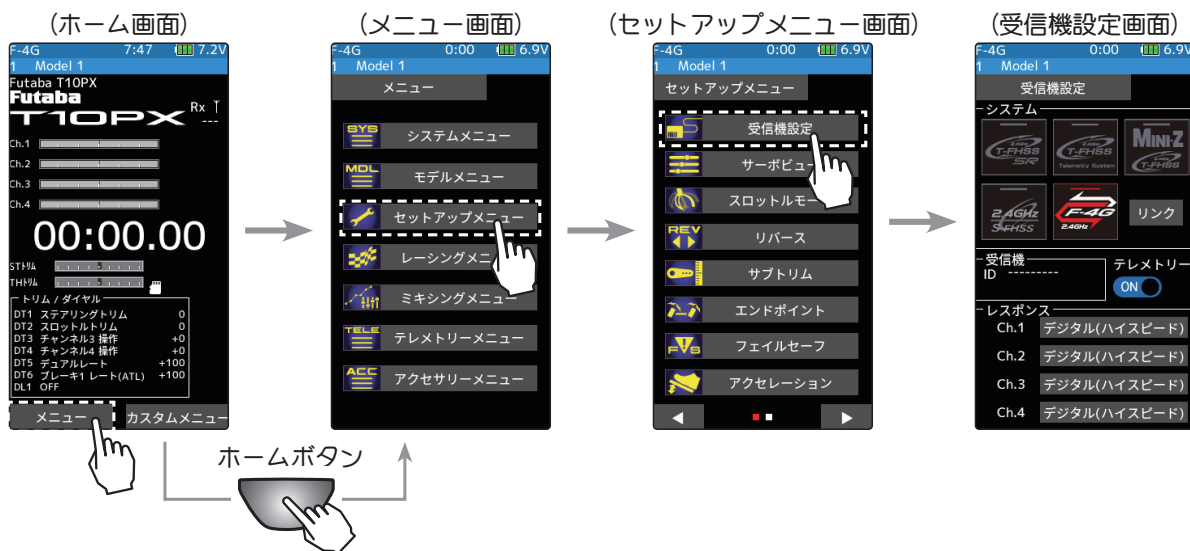 (ホーム画面)
F-4G 7:47 7.2V
1 Model 1
Futaba T10PX
Futaba
T10PX
Rx
---
Ch.1
Ch.2
Ch.3
Ch.4
00:00.00
STトリム
THトリム
トリム / ダイヤル
DT1 ステアリングトリム 0
DT2 スロットルトリム 0
DT3 チャンネル3 操作 +0
DT4 チャンネル4 操作 +0
DT5 デュアルレート +100
DT6 ブレーキ1 レート(ATL) +100
DL1 OFF
メニュー カスタムメニュー
ホームボタン
(メニュー画面)
F-4G 0:00 6.9V
1 Model 1
メニュー
SYS システムメニュー
MDL モデルメニュー
セットアップメニュー
レーシングメニ
ミキシングメニュー
TELE テレメトリーメニュー
ACC アクセサリーメニュー
(セットアップメニュー画面)
F-4G 0:00 6.9V
1 Model 1
セットアップメニュー
受信機設定
サーボビュー
スロットルモー
REV リバース
サブトリム
エンドポイント
F/S フェイルセーフ
アクセレーション
(受信機設定画面)
F-4G 0:00 6.9V
1 Model 1
受信機設定
システム
2.4GHz T-FHSS SR
2.4GHz T-FHSS Telemetry System
MINI-Z 2.4GHz T-FHSS
2.4GHz S-FHSS
F-4G 2.4GHz
リンク
受信機
ID ---------
テレメトリー
ON
レスポンス
Ch.1 デジタル(ハイスピード)
Ch.2 デジタル(ハイスピード)
Ch.3 デジタル(ハイスピード)
Ch.4 デジタル(ハイスピード)